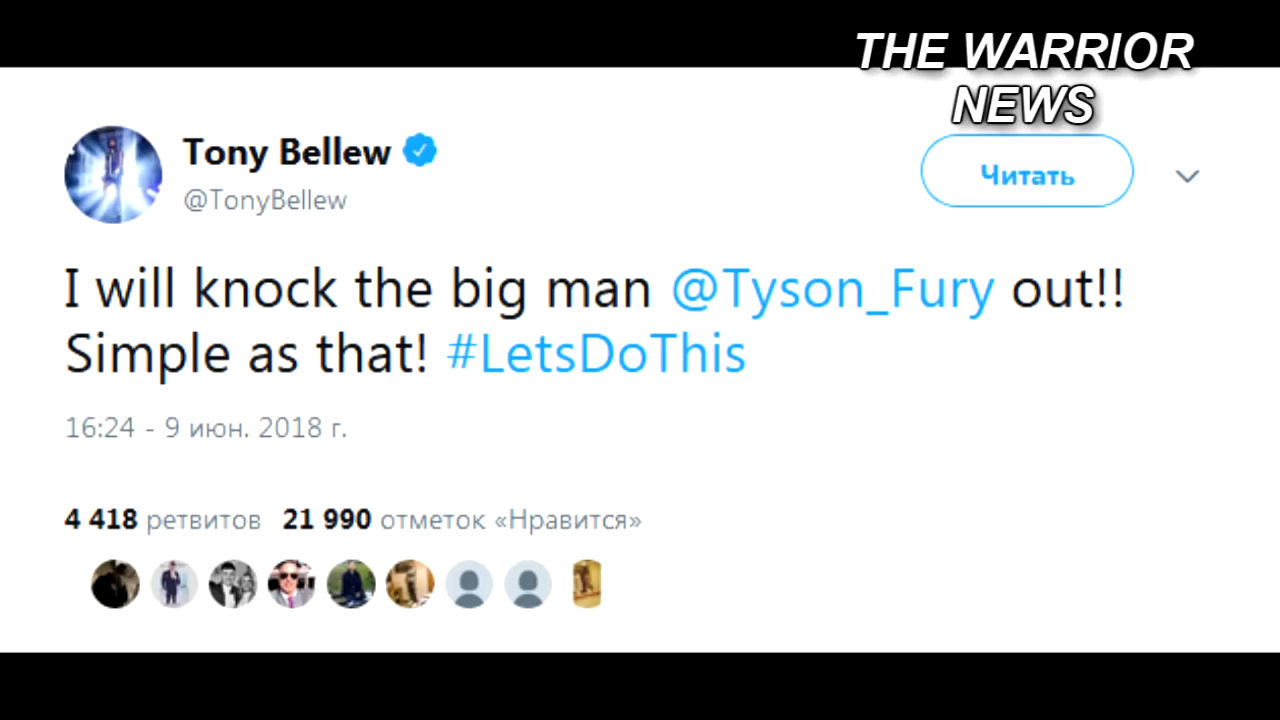 THE WARRIOR
NEWS
Tony Bellew
@TonyBellew
Читать
I will knock the big man @Tyson_Fury out!!
Simple as that! #LetsDoThis
16:24 - 9 июн. 2018 г.
4 418 ретвитов 21 990 отметок «Нравится»